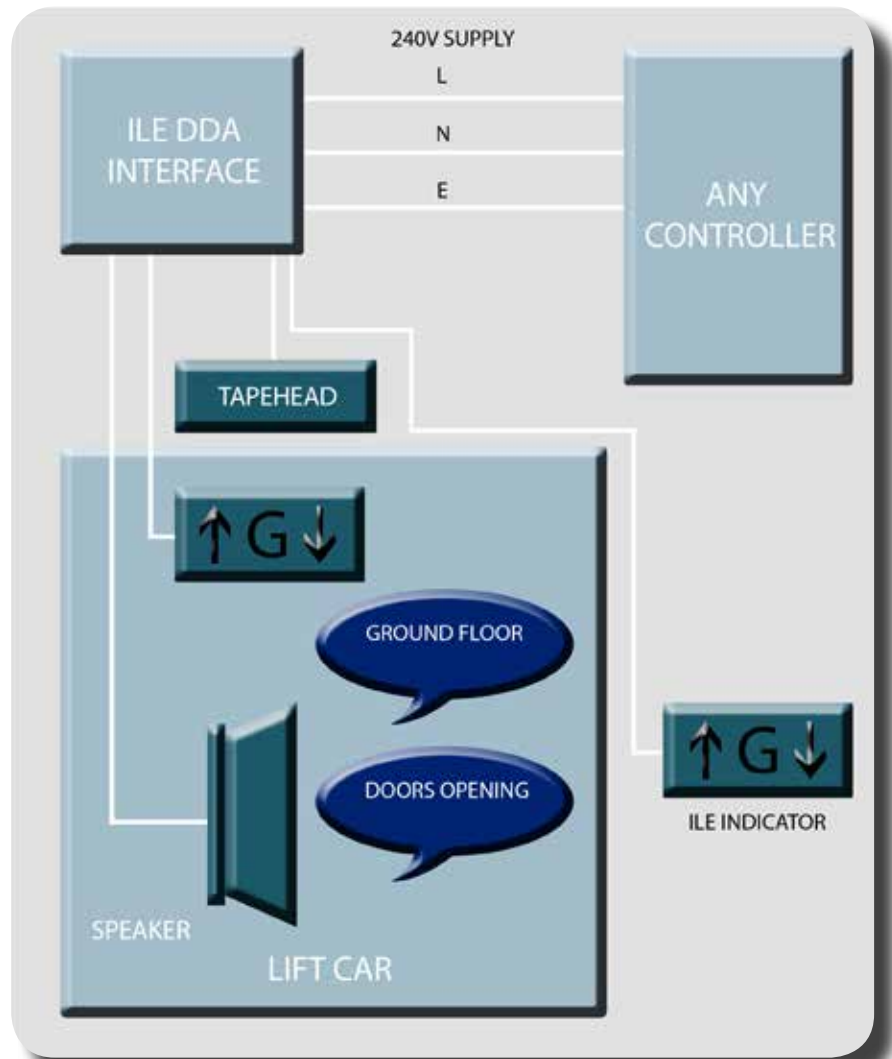 240V SUPPLY
L
N
E
ILE DDA
INTERFACE
ANY
CONTROLLER
TAPEHEAD
↑ G ↓
GROUND FLOOR
DOORS OPENING
SPEAKER
LIFT CAR
↑ G ↓
ILE INDICATOR